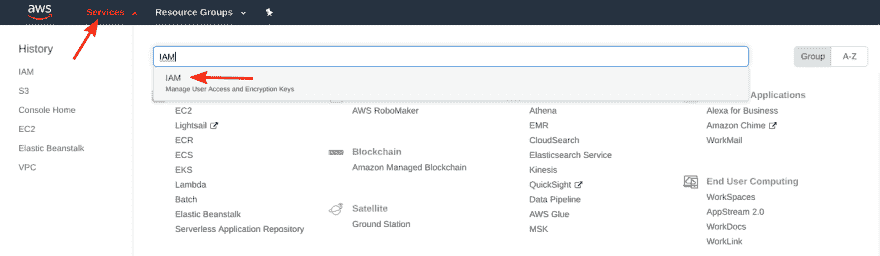 aws
Services
Resource Groups
History
IAM
S3
Console Home
EC2
Elastic Beanstalk
VPC
IAM
Group
A-Z
IAM
Manage User Access and Encryption Keys
EC2
Lightsail
ECR
ECS
EKS
Lambda
Batch
Elastic Beanstalk
Serverless Application Repository
AWS RoboMaker
Blockchain
Amazon Managed Blockchain
Satellite
Ground Station
Athena
EMR
CloudSearch
Elasticsearch Service
Kinesis
QuickSight
Data Pipeline
AWS Glue
MSK
Applications
Alexa for Business
Amazon Chime
WorkMail
End User Computing
WorkSpaces
AppStream 2.0
WorkDocs
WorkLink